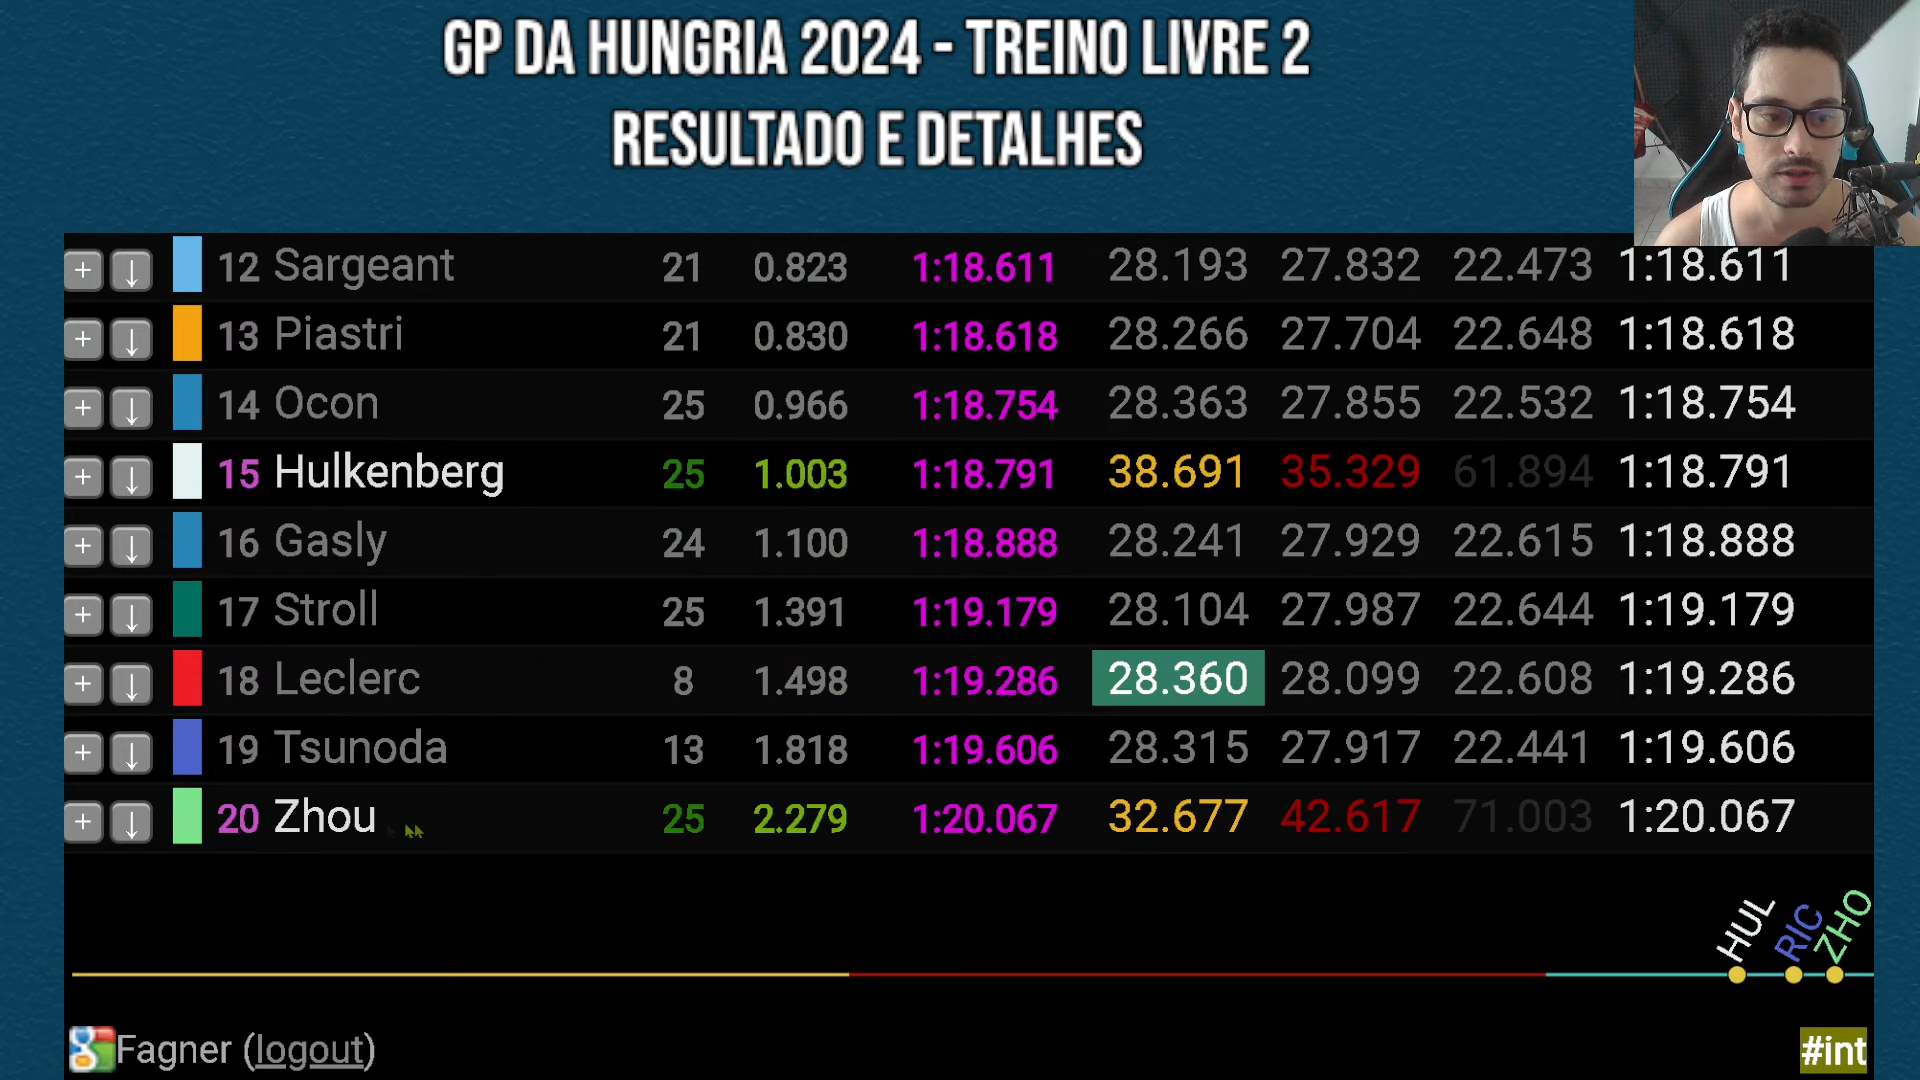 GP DA HUNGRIA 2024 - TREINO LIVRE 2
RESULTADO E DETALHES
+ ↓ 12 Sargeant 21 0.823 1:18.611 28.193 27.832 22.473 1:18.611
+ ↓ 13 Piastri 21 0.830 1:18.618 28.266 27.704 22.648 1:18.618
+ ↓ 14 Ocon 25 0.966 1:18.754 28.363 27.855 22.532 1:18.754
+ ↓ 15 Hulkenberg 25 1.003 1:18.791 38.691 35.329 61.894 1:18.791
+ ↓ 16 Gasly 24 1.100 1:18.888 28.241 27.929 22.615 1:18.888
+ ↓ 17 Stroll 25 1.391 1:19.179 28.104 27.987 22.644 1:19.179
+ ↓ 18 Leclerc 8 1.498 1:19.286 28.360 28.099 22.608 1:19.286
+ ↓ 19 Tsunoda 13 1.818 1:19.606 28.315 27.917 22.441 1:19.606
+ ↓ 20 Zhou 25 2.279 1:20.067 32.677 42.617 71.003 1:20.067
HUL RIC ZHO
Fagner (logout) #int